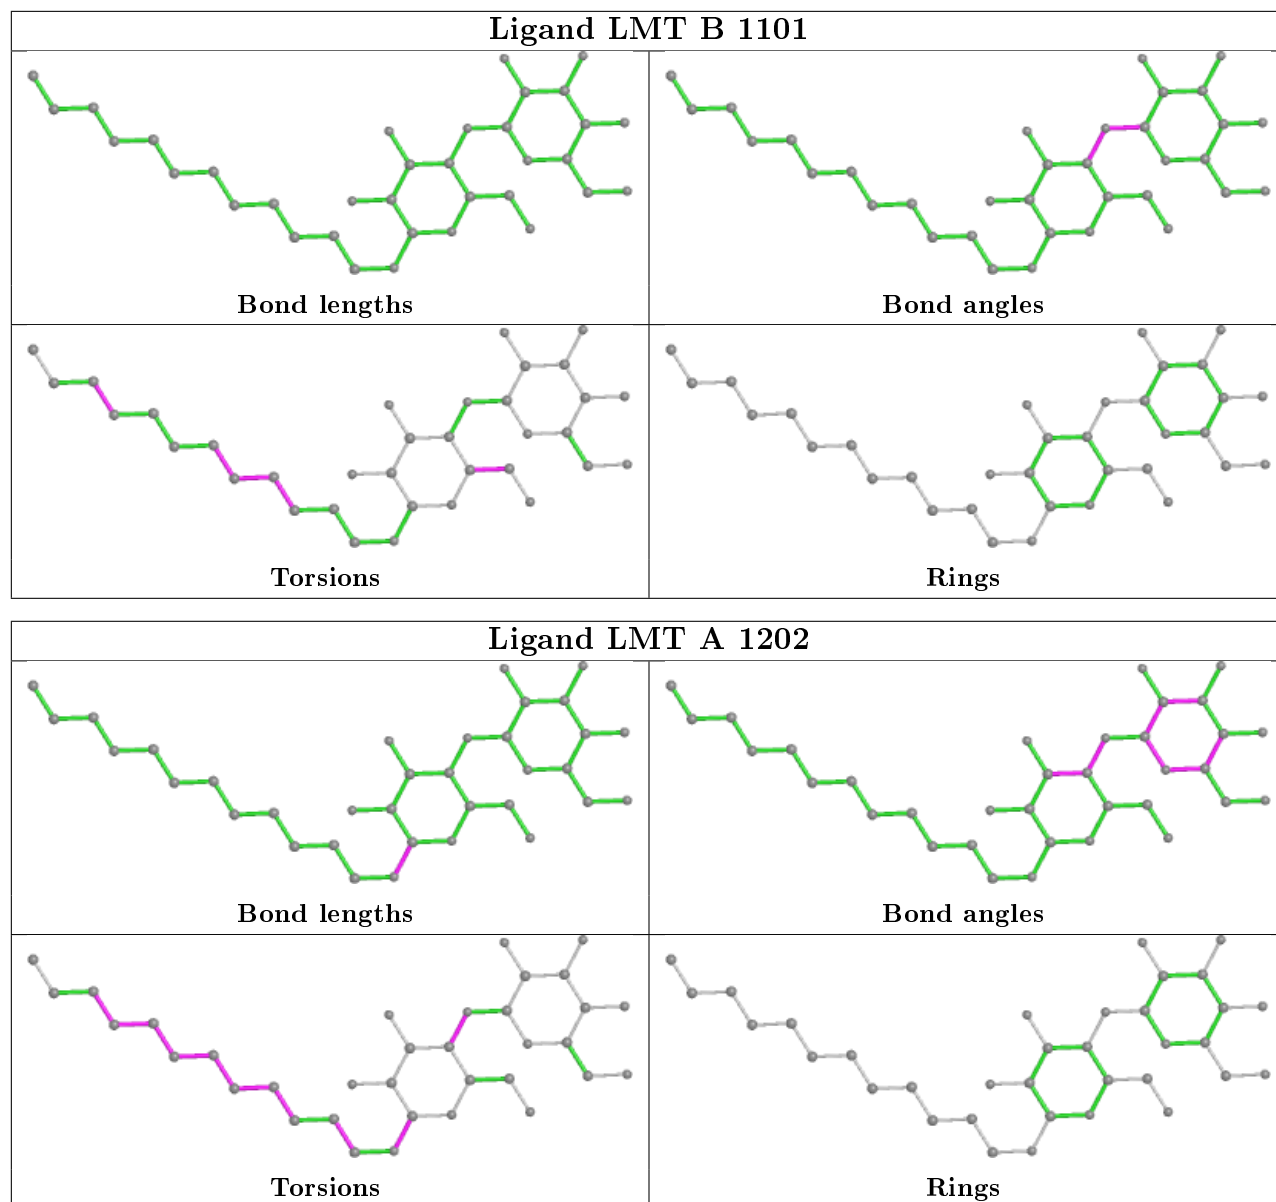 Ligand LMT B 1101
Bond lengths
Bond angles
Torsions
Rings
Ligand LMT A 1202
Bond lengths
Bond angles
Torsions
Rings